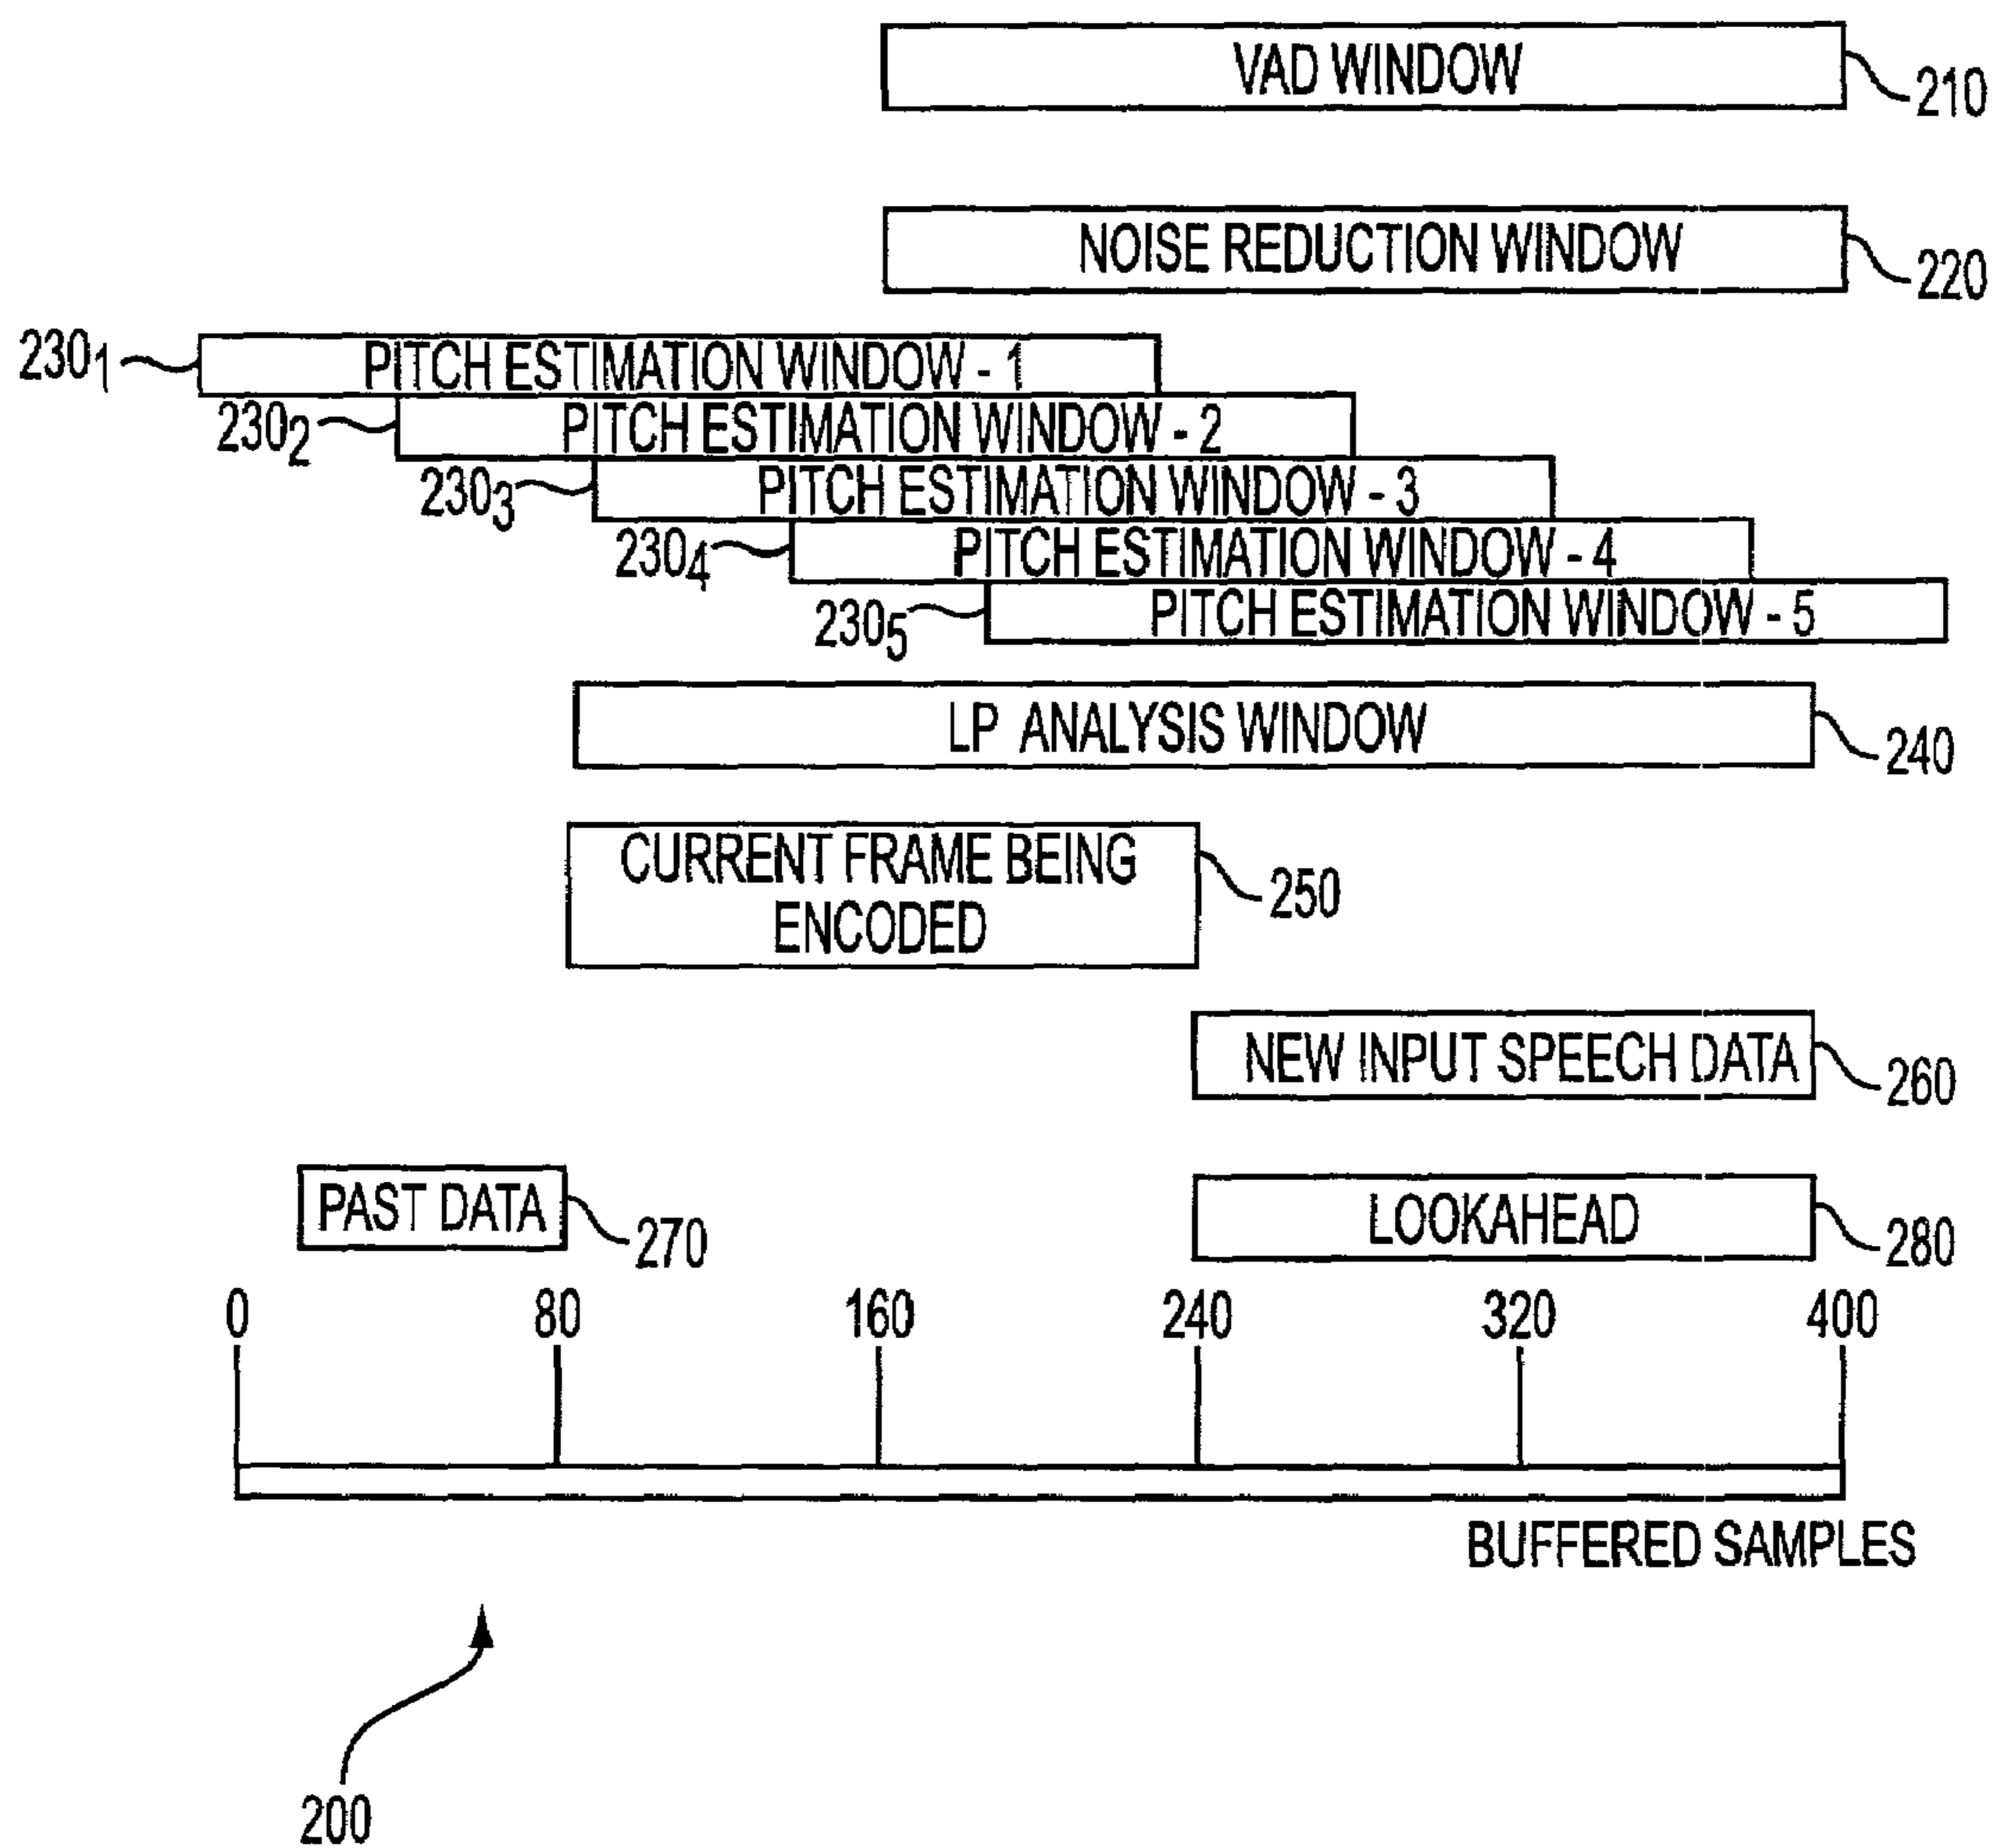 VAD WINDOW
210
NOISE REDUCTION WINDOW
220
230₁
PITCH ESTIMATION WINDOW - 1
230₂
PITCH ESTIMATION WINDOW - 2
230₃
PITCH ESTIMATION WINDOW - 3
230₄
PITCH ESTIMATION WINDOW - 4
230₅
PITCH ESTIMATION WINDOW - 5
LP ANALYSIS WINDOW
240
CURRENT FRAME BEING
ENCODED
250
NEW INPUT SPEECH DATA
260
PAST DATA
270
LOOKAHEAD
280
0 80 160 240 320 400
BUFFERED SAMPLES
200